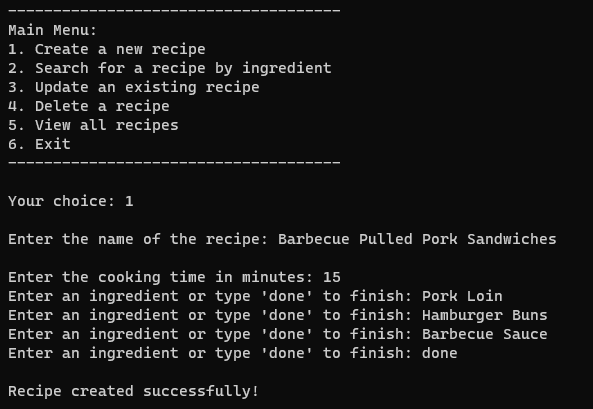 -------------------------------------
Main Menu:
1. Create a new recipe
2. Search for a recipe by ingredient
3. Update an existing recipe
4. Delete a recipe
5. View all recipes
6. Exit
-------------------------------------
Your choice: 1
Enter the name of the recipe: Barbecue Pulled Pork Sandwiches
Enter the cooking time in minutes: 15
Enter an ingredient or type 'done' to finish: Pork Loin
Enter an ingredient or type 'done' to finish: Hamburger Buns
Enter an ingredient or type 'done' to finish: Barbecue Sauce
Enter an ingredient or type 'done' to finish: done
Recipe created successfully!